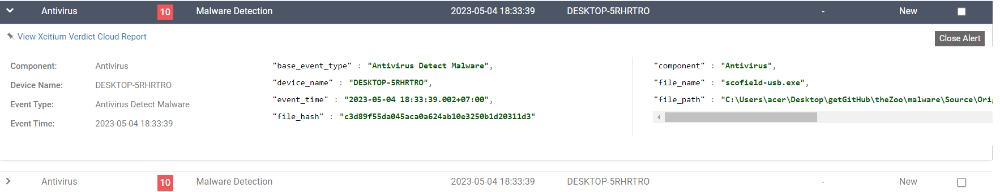 Antivirus 10 Malware Detection 2023-05-04 18:33:39 DESKTOP-5RHRTRO - New
View Xcitium Verdict Cloud Report
Close Alert
Component: Antivirus
Device Name: DESKTOP-5RHRTRO
Event Type: Antivirus Detect Malware
Event Time: 2023-05-04 18:33:39
"base_event_type" : "Antivirus Detect Malware",
"device_name" : "DESKTOP-5RHRTRO",
"event_time" : "2023-05-04 18:33:39.002+07:00",
"file_hash" : "c3d89f55da045aca0a624ab10e3250b1d20311d3"
"component" : "Antivirus",
"file_name" : "scofield-usb.exe",
"file_path" : "C:\Users\acer\Desktop\getGitHub\theZoo\malware\Source\Orig
Antivirus 10 Malware Detection 2023-05-04 18:33:39 DESKTOP-5RHRTRO - New